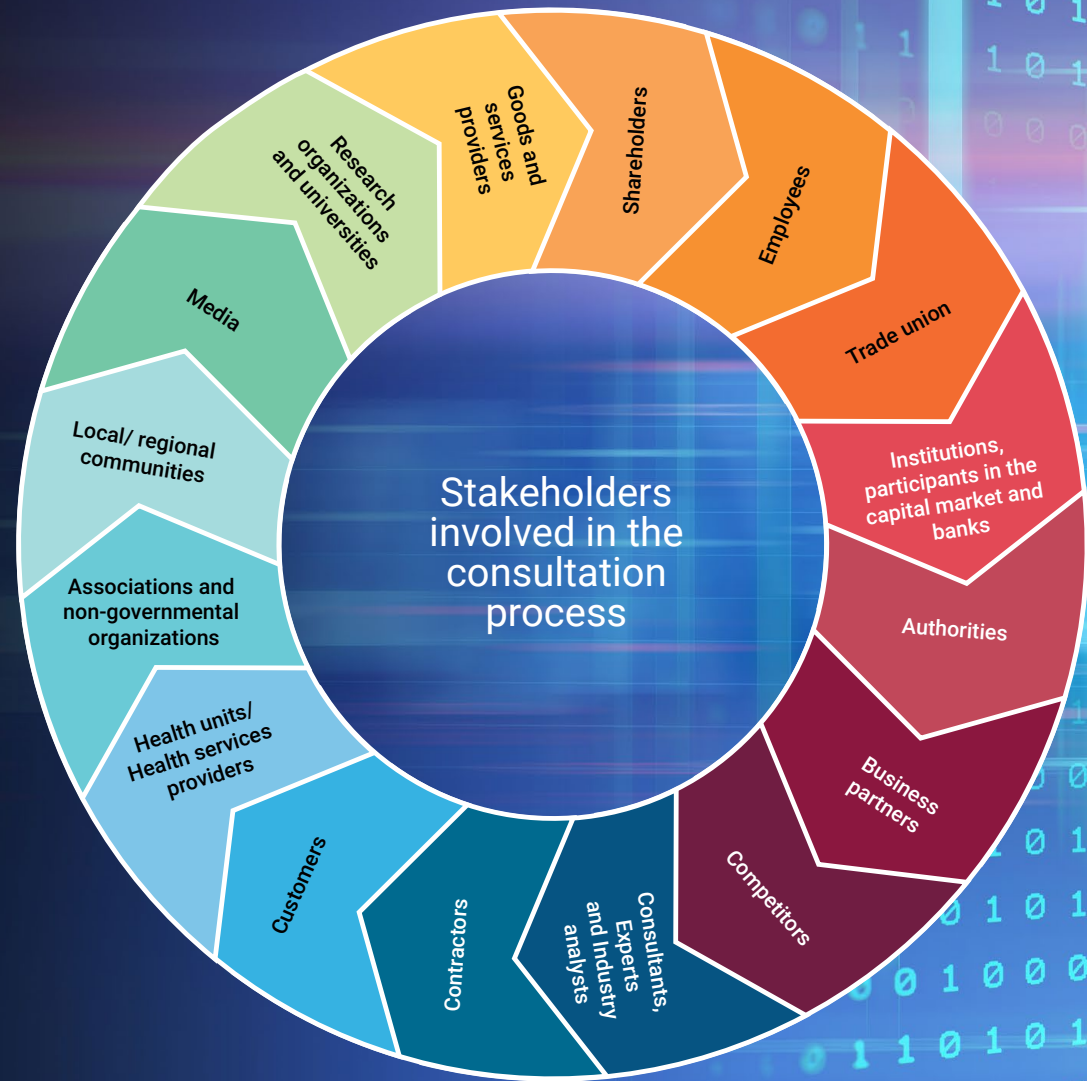 Stakeholders
involved in the
consultation
process
Shareholders
Employees
Trade union
Institutions,
participants in the
capital market and
banks
Authorities
Business
partners
Competitors
Consultants,
Experts
and Industry
analysts
Contractors
Customers
Health units/
Health services
providers
Associations and
non-governmental
organizations
Local/ regional
communities
Media
Research
organizations
and universities
Goods and
services
providers